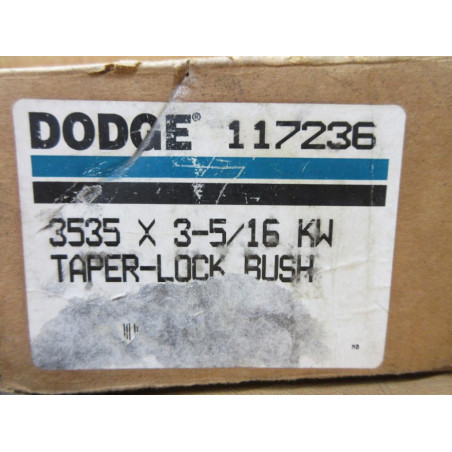 DODGE® 117236
3535 X 3-5/16 KW
TAPER-LOCK BUSH